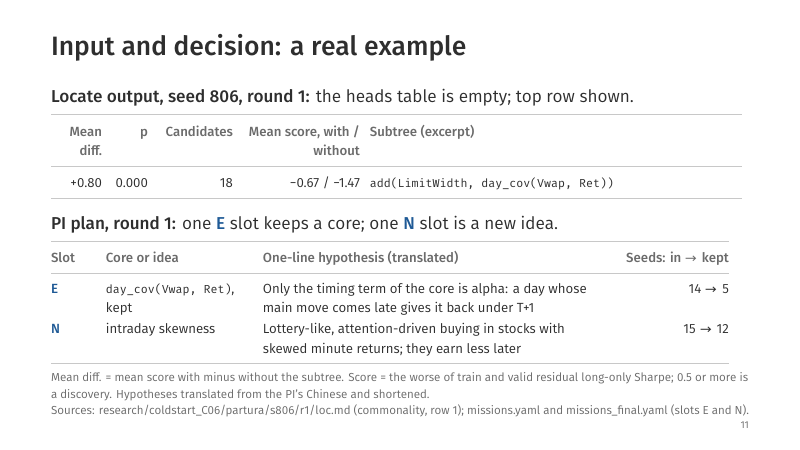 Input and decision: a real example
Locate output, seed 806, round 1: the heads table is empty; top row shown.
Mean diff. p Candidates Mean score, with / without Subtree (excerpt)
+0.80 0.000 18 −0.67 / −1.47 add(LimitWidth, day_cov(Vwap, Ret))
PI plan, round 1: one E slot keeps a core; one N slot is a new idea.
Slot Core or idea One-line hypothesis (translated) Seeds: in → kept
E day_cov(Vwap, Ret), kept Only the timing term of the core is alpha: a day whose main move comes late gives it back under T+1 14 → 5
N intraday skewness Lottery-like, attention-driven buying in stocks with skewed minute returns; they earn less later 15 → 12
Mean diff. = mean score with minus without the subtree. Score = the worse of train and valid residual long-only Sharpe; 0.5 or more is
a discovery. Hypotheses translated from the PI's Chinese and shortened.
Sources: research/coldstart_C06/partura/s806/r1/loc.md (commonality, row 1); missions.yaml and missions_final.yaml (slots E and N).
11